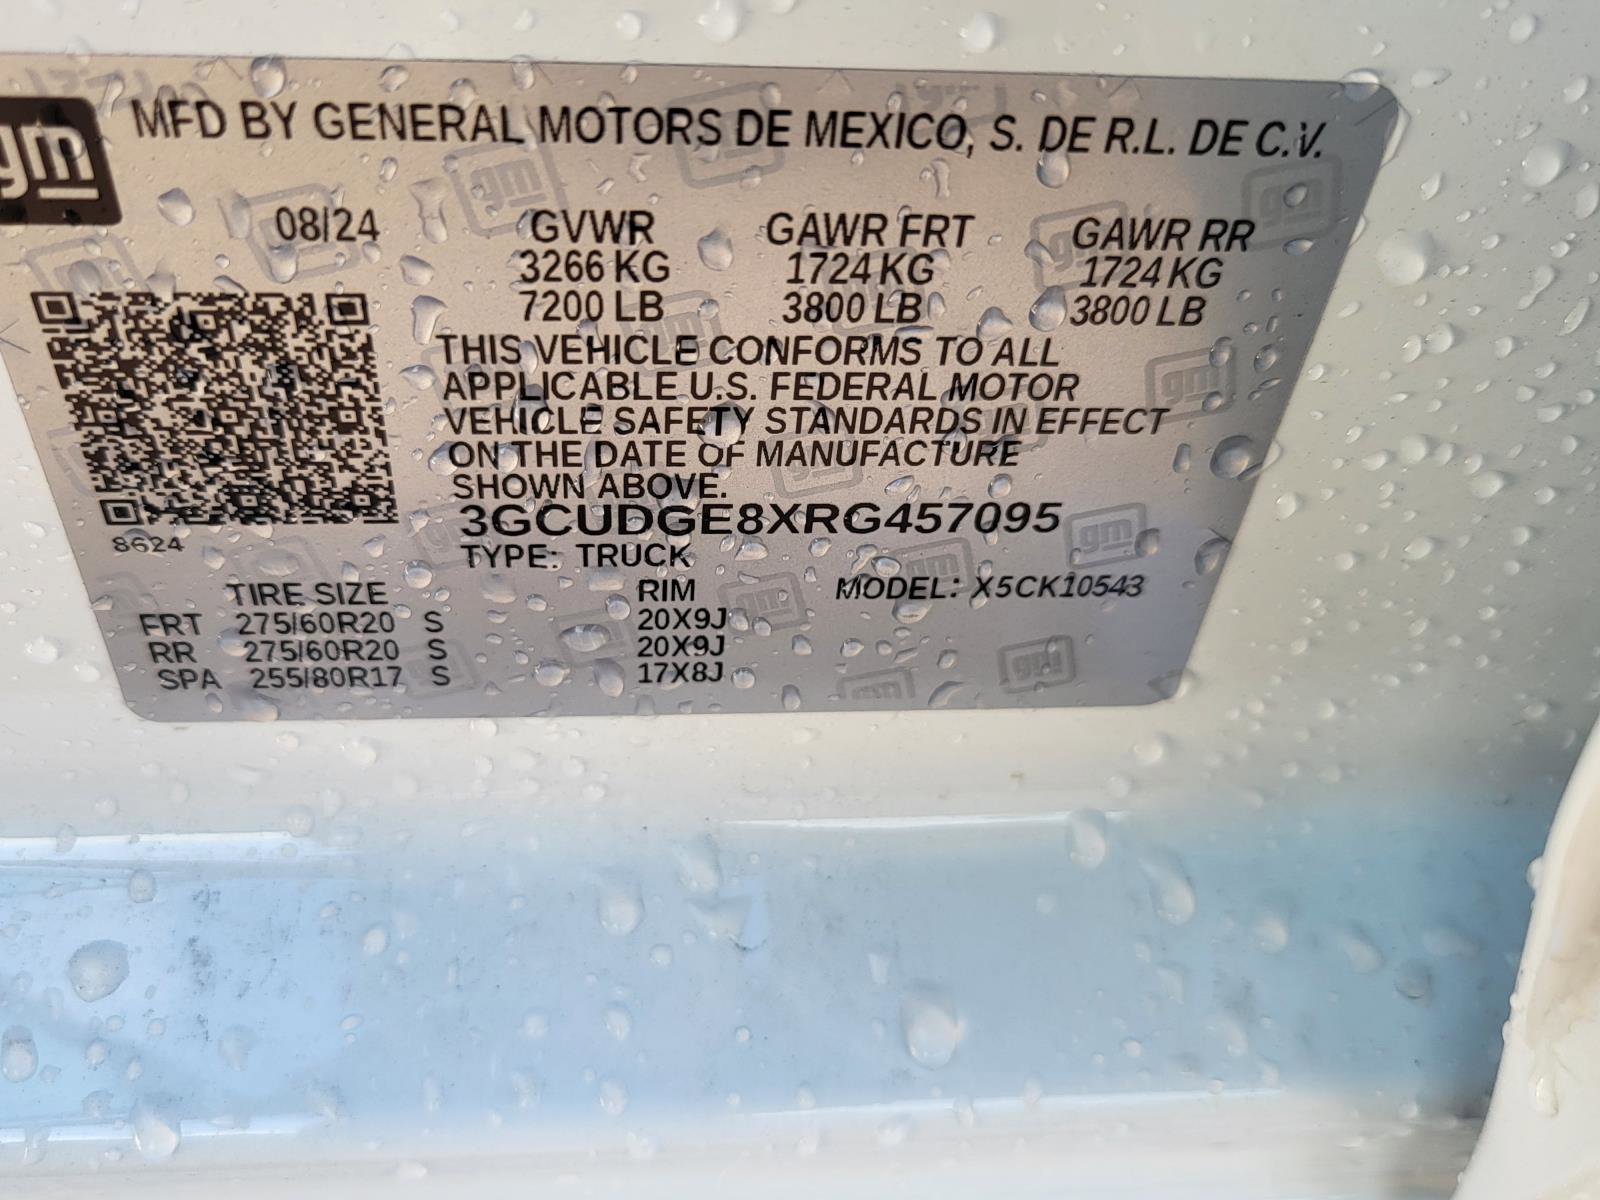 gm MFD BY GENERAL MOTORS DE MEXICO, S. DE R.L. DE C.V.
08/24 GVWR GAWR FRT GAWR RR
3266 KG 1724 KG 1724 KG
7200 LB 3800 LB 3800 LB
THIS VEHICLE CONFORMS TO ALL
APPLICABLE U.S. FEDERAL MOTOR
VEHICLE SAFETY STANDARDS IN EFFECT
ON THE DATE OF MANUFACTURE
SHOWN ABOVE.
3GCUDGE8XRG457095
8624 TYPE: TRUCK
TIRE SIZE RIM MODEL: X5CK10543
FRT 275/60R20 S 20X9J
RR 275/60R20 S 20X9J
SPA 255/80R17 S 17X8J